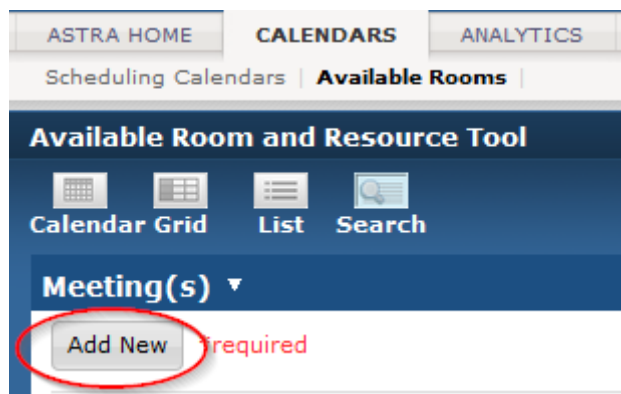 ASTRA HOME CALENDARS ANALYTICS
Scheduling Calendars | Available Rooms |
Available Room and Resource Tool
Calendar Grid List Search
Meeting(s) ▼
Add New *required